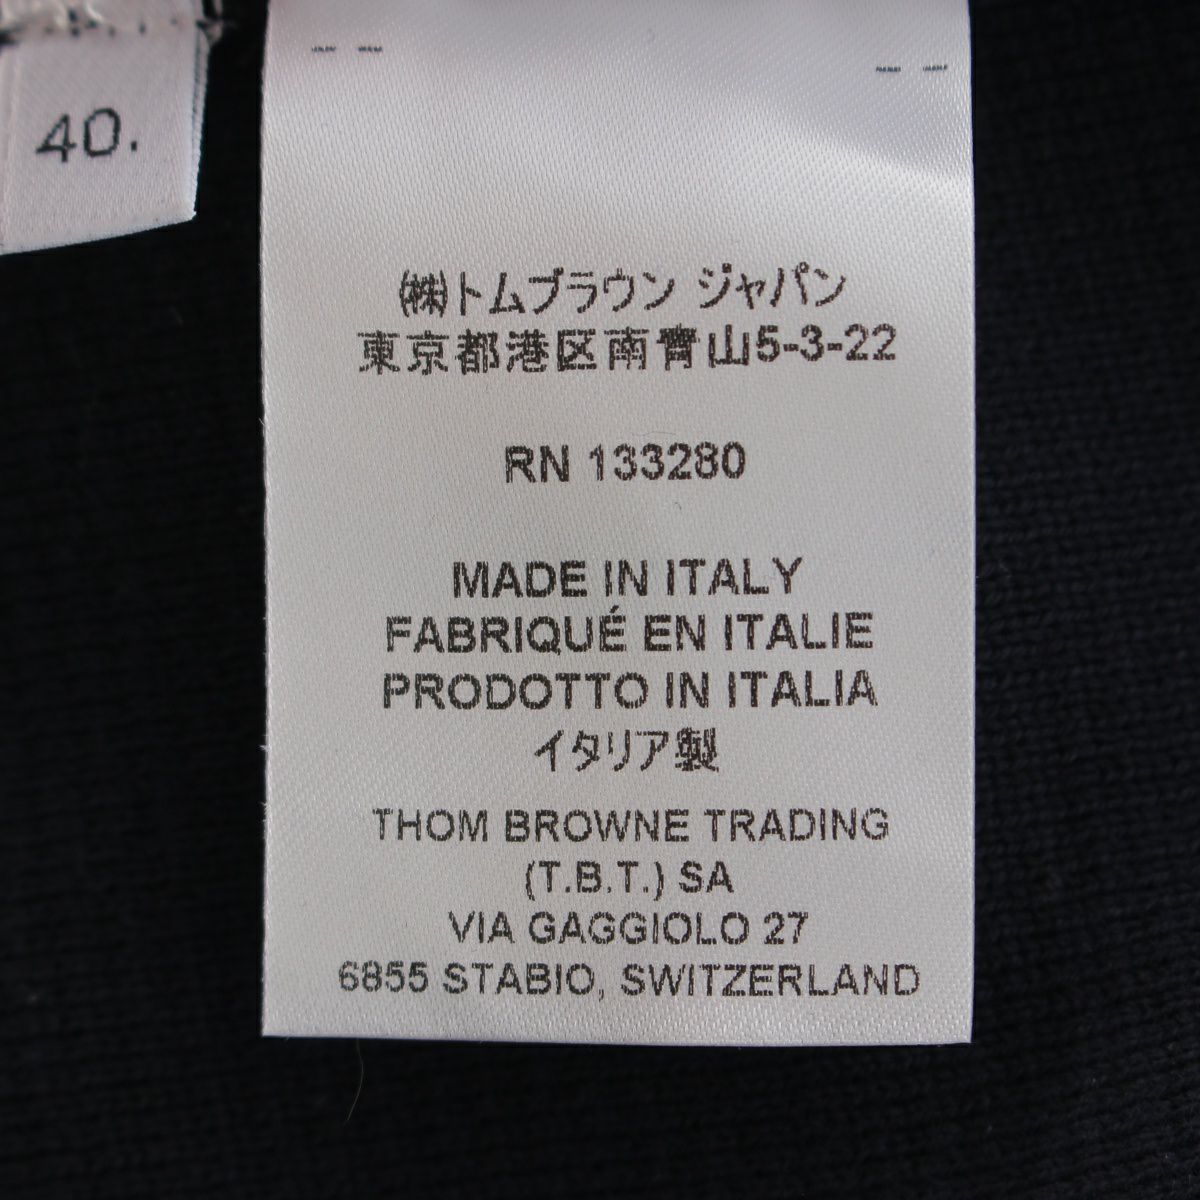 40.
㈱トムブラウン ジャパン
東京都港区南青山5-3-22
RN 133280
MADE IN ITALY
FABRIQUÉ EN ITALIE
PRODOTTO IN ITALIA
イタリア製
THOM BROWNE TRADING
(T.B.T.) SA
VIA GAGGIOLO 27
6855 STABIO, SWITZERLAND